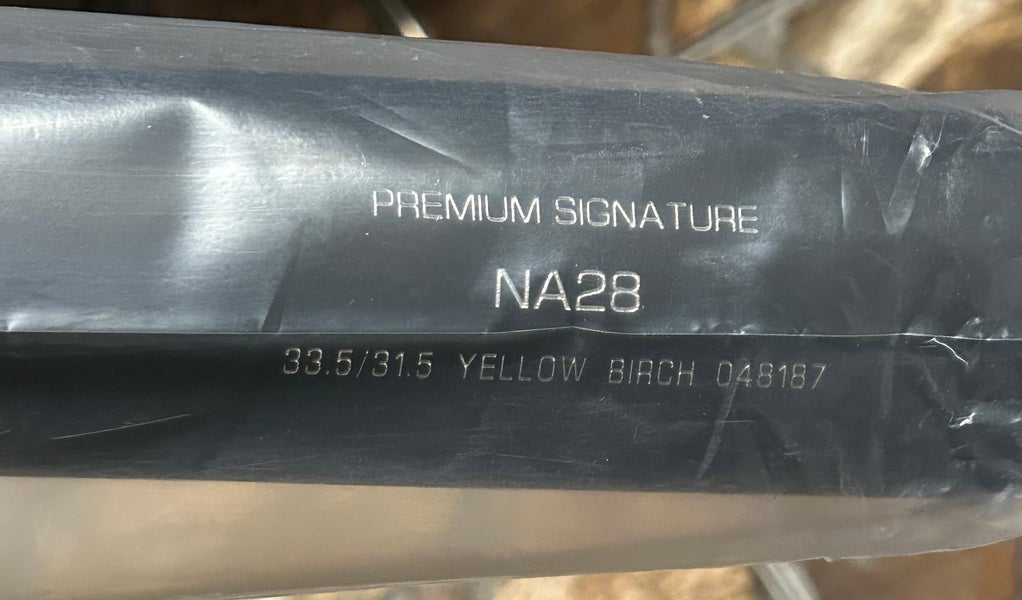 PREMIUM SIGNATURE
NA28
33.5/31.5 YELLOW BIRCH 048187